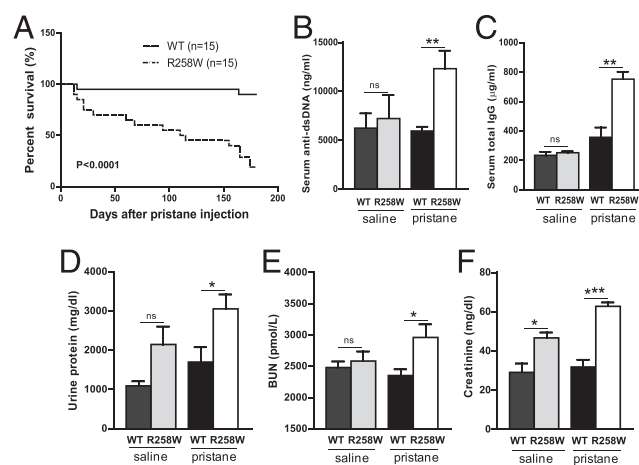 A
WT (n=15)
R258W (n=15)
Percent survival (%)
150
100
50
0
P<0.0001
0 50 100 150 200
Days after pristane injection
B
Serum anti-dsDNA (ng/ml)
15000
10000
5000
0
ns
**
WT R258W WT R258W
saline pristane
C
Serum total IgG (μg/ml)
1000
800
600
400
200
0
ns
**
WT R258W WT R258W
saline pristane
D
Urine protein (mg/dl)
4000
3000
2000
1000
0
ns
*
WT R258W WT R258W
saline pristane
E
BUN (pmol/L)
4000
3500
3000
2500
2000
1500
ns
*
WT R258W WT R258W
saline pristane
F
Creatinine (mg/dl)
80
60
40
20
0
*
***
WT R258W WT R258W
saline pristane